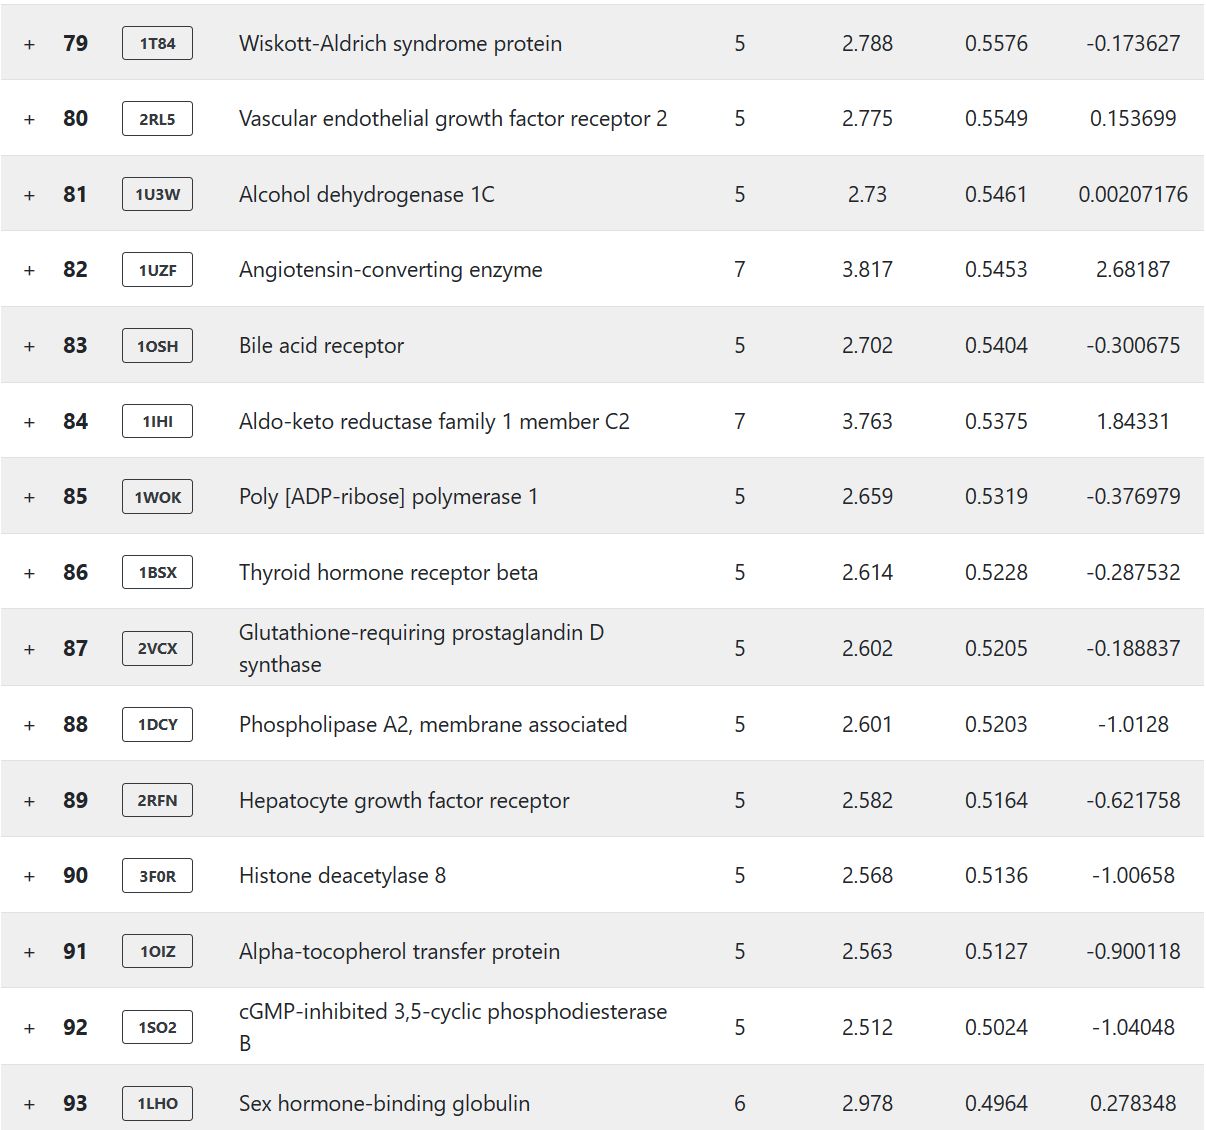 + 79 1T84 Wiskott-Aldrich syndrome protein 5 2.788 0.5576 -0.173627
+ 80 2RL5 Vascular endothelial growth factor receptor 2 5 2.775 0.5549 0.153699
+ 81 1U3W Alcohol dehydrogenase 1C 5 2.73 0.5461 0.00207176
+ 82 1UZF Angiotensin-converting enzyme 7 3.817 0.5453 2.68187
+ 83 1OSH Bile acid receptor 5 2.702 0.5404 -0.300675
+ 84 1IHI Aldo-keto reductase family 1 member C2 7 3.763 0.5375 1.84331
+ 85 1WOK Poly [ADP-ribose] polymerase 1 5 2.659 0.5319 -0.376979
+ 86 1BSX Thyroid hormone receptor beta 5 2.614 0.5228 -0.287532
+ 87 2VCX Glutathione-requiring prostaglandin D
synthase 5 2.602 0.5205 -0.188837
+ 88 1DCY Phospholipase A2, membrane associated 5 2.601 0.5203 -1.0128
+ 89 2RFN Hepatocyte growth factor receptor 5 2.582 0.5164 -0.621758
+ 90 3F0R Histone deacetylase 8 5 2.568 0.5136 -1.00658
+ 91 1OIZ Alpha-tocopherol transfer protein 5 2.563 0.5127 -0.900118
+ 92 1SO2 cGMP-inhibited 3,5-cyclic phosphodiesterase
B 5 2.512 0.5024 -1.04048
+ 93 1LHO Sex hormone-binding globulin 6 2.978 0.4964 0.278348